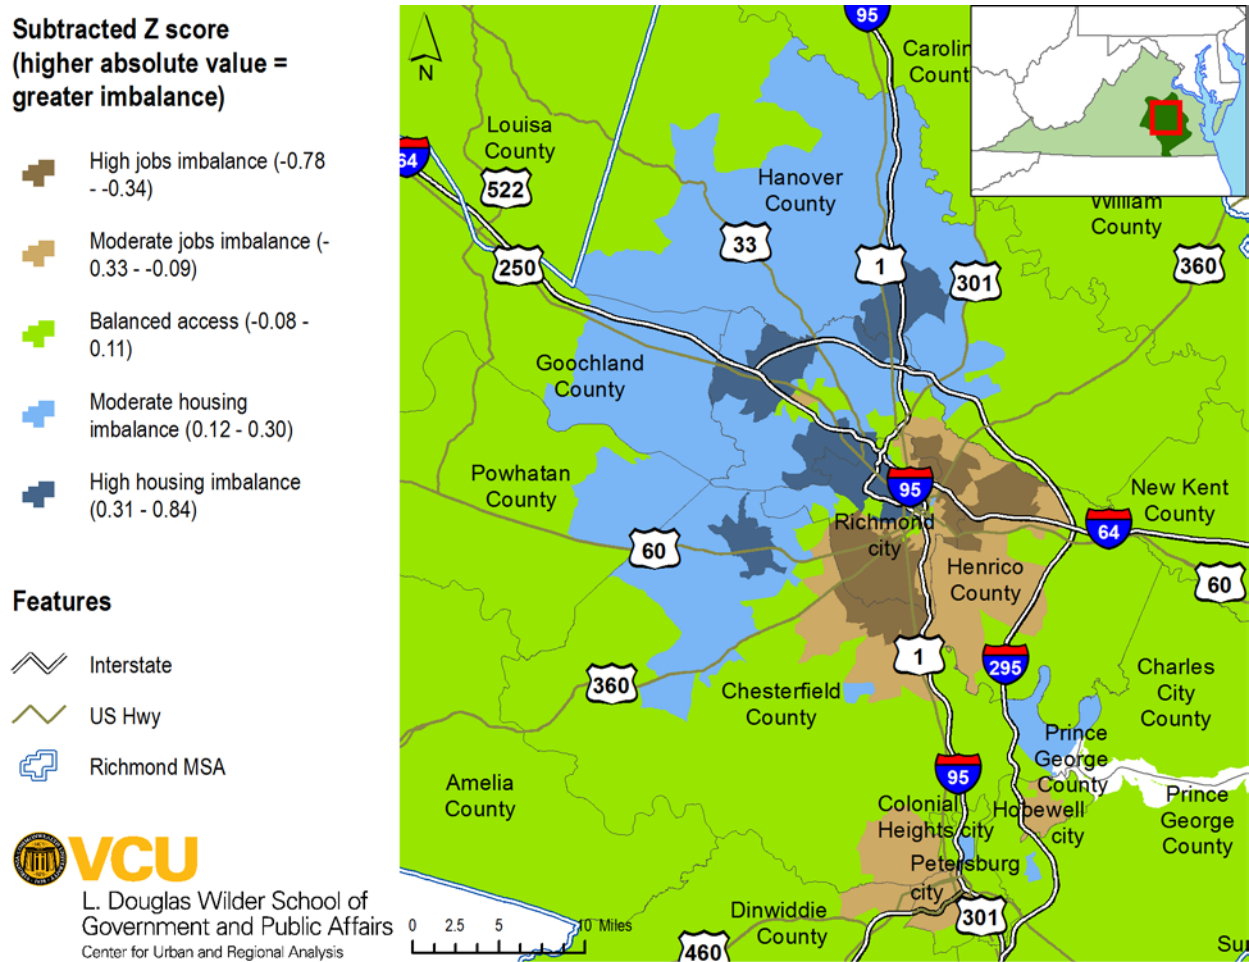 Subtracted Z score
(higher absolute value =
greater imbalance)
High jobs imbalance (-0.78
- -0.34)
Moderate jobs imbalance (-
0.33 - -0.09)
Balanced access (-0.08 -
0.11)
Moderate housing
imbalance (0.12 - 0.30)
High housing imbalance
(0.31 - 0.84)
Features
Interstate
US Hwy
Richmond MSA
VCU
L. Douglas Wilder School of
Government and Public Affairs
Center for Urban and Regional Analysis
N
95
Carolin
Count
Louisa
County
64
522
Hanover
County
William
County
33
250
1
301
360
Goochland
County
Powhatan
County
95
New Kent
County
Richmond
city
64
60
Henrico
County
60
1
295
360
Chesterfield
County
Charles
City
County
Prince
George
County
95
Amelia
County
Colonial
Heights city
Hopewell
city
Prince
George
County
Petersburg
city
Dinwiddie
County
301
460
Sur
0 2.5 5 10 Miles